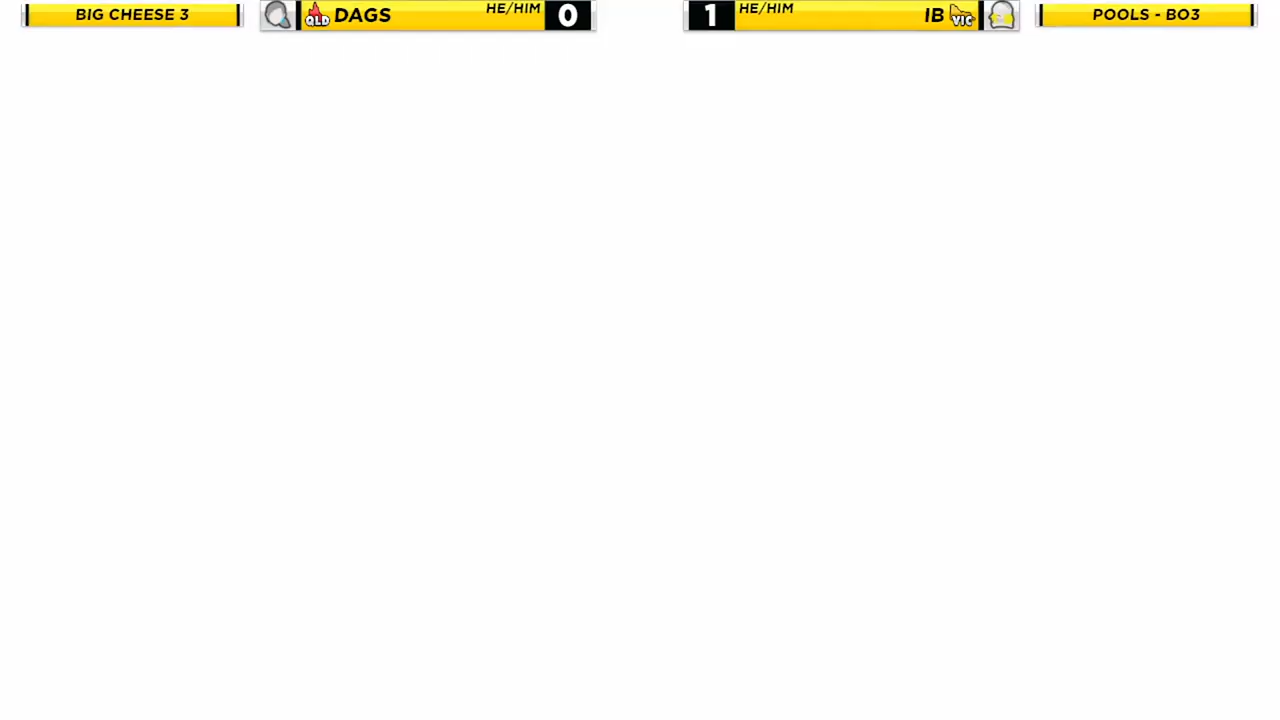 BIG CHEESE 3
QLD DAGS HE/HIM 0
1 HE/HIM IB VIC
POOLS - BO3